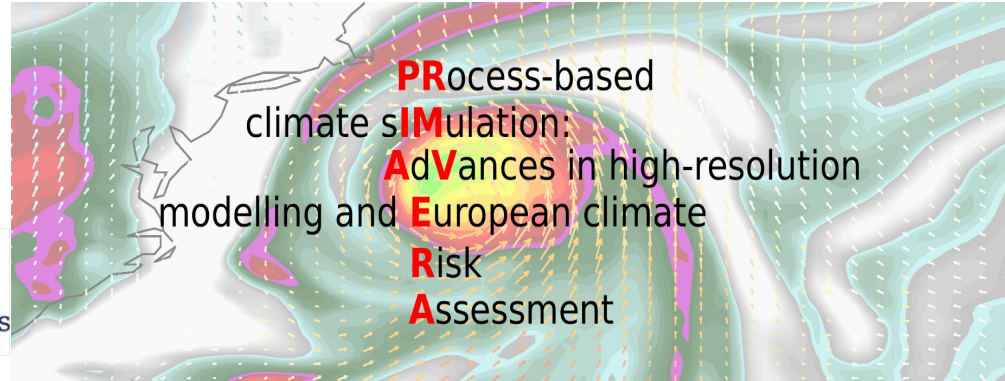 PRocess-based
climate sIMulation:
AdVances in high-resolution
modelling and European climate
Risk
s
Assessment